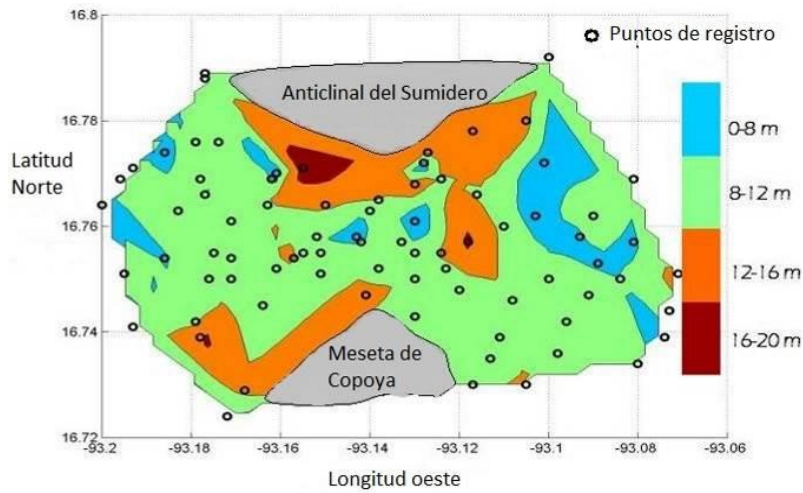 16.8
Puntos de registro
Anticlinal del Sumidero
16.78
0-8 m
Latitud
Norte
8-12 m
16.76
12-16 m
16.74
Meseta de
Copoya
16-20 m
16.72
-93.2
-93.18
-93.16
-93.14
-93.12
-93.1
-93.08
-93.06
Longitud oeste